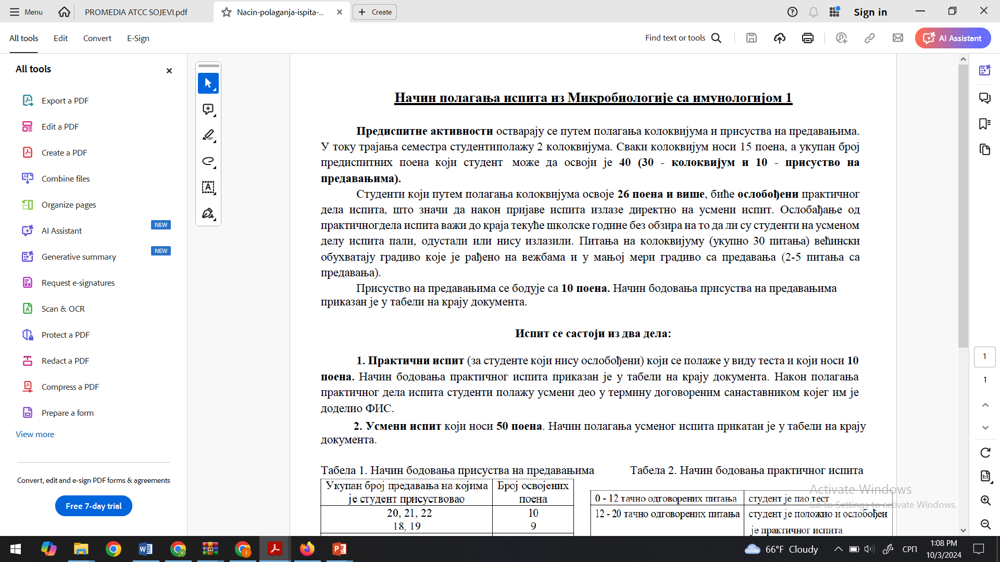 Menu
PROMEDIA ATCC SOJEVI.pdf
Nacin-polaganja-ispita-...
Create
Sign in
All tools
Edit
Convert
E-Sign
Find text or tools
AI Assistant
All tools
Export a PDF
Edit a PDF
Create a PDF
Combine files
Organize pages
AI Assistant
NEW
Generative summary
NEW
Request e-signatures
Scan & OCR
Protect a PDF
Redact a PDF
Compress a PDF
Prepare a form
View more
Convert, edit and e-sign PDF forms & agreements
Free 7-day trial
Начин полагања испита из Микробиологије са имунологијом 1
Предиспитне активности остварају се путем полагања колоквијума и присуства на предавањима.
У току трајања семестра студентиполажу 2 колоквијума. Сваки колоквијум носи 15 поена, а укупан број
предиспитних поена који студент може да освоји је 40 (30 - колоквијум и 10 - присуство на
предавањима).
Студенти који путем полагања колоквијума освоје 26 поена и више, биће ослобођени практичног
дела испита, што значи да након пријаве испита излазе директно на усмени испит. Ослобађање од
практичногдела испита важи до краја текуће школске године без обзира на то да ли су студенти на усменом
делу испита пали, одустали или нису излазили. Питања на колоквијуму (укупно 30 питања) већински
обухватају градиво које је рађено на вежбама и у мањој мери градиво са предавања (2-5 питања са
предавања).
Присуство на предавањима се бодује са 10 поена. Начин бодовања присуства на предавањима
приказан је у табели на крају документа.
Испит се састоји из два дела:
1. Практични испит (за студенте који нису ослобођени) који се полаже у виду теста и који носи 10
поена. Начин бодовања практичног испита приказан је у табели на крају документа. Након полагања
практичног дела испита студенти полажу усмени део у термину договореним санаставником којег им је
доделио ФИС.
2. Усмени испит који носи 50 поена. Начин полагања усменог испита прикатан је у табели на крају
документа.
Табела 1. Начин бодовања присуства на предавањима
Укупан број предавања на којима је студент присуствовао
Број освојених поена
20, 21, 22
10
18, 19
9
Табела 2. Начин бодовања практичног испита
0 - 12 тачно одговорених питања
студент је пао тест
12 - 20 тачно одговорених питања
студент је положио и ослобођен
је практичног испита
Activate Windows
Go to Settings to activate Windows.
1
1
66°F Cloudy
СРП
1:08 PM
10/3/2024